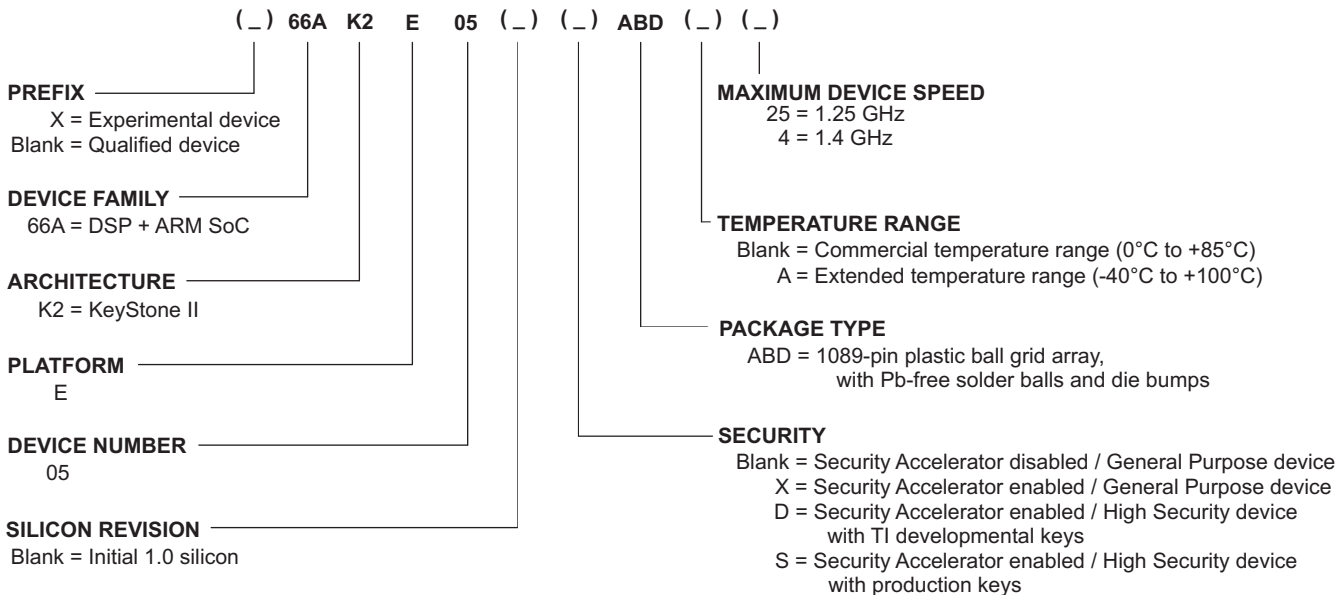 (_) 66A K2 E 05 (_) (_) ABD (_) (_)
PREFIX
X = Experimental device
Blank = Qualified device
DEVICE FAMILY
66A = DSP + ARM SoC
ARCHITECTURE
K2 = KeyStone II
PLATFORM
E
DEVICE NUMBER
05
SILICON REVISION
Blank = Initial 1.0 silicon
MAXIMUM DEVICE SPEED
25 = 1.25 GHz
4 = 1.4 GHz
TEMPERATURE RANGE
Blank = Commercial temperature range (0°C to +85°C)
A = Extended temperature range (-40°C to +100°C)
PACKAGE TYPE
ABD = 1089-pin plastic ball grid array,
with Pb-free solder balls and die bumps
SECURITY
Blank = Security Accelerator disabled / General Purpose device
X = Security Accelerator enabled / General Purpose device
D = Security Accelerator enabled / High Security device
with TI developmental keys
S = Security Accelerator enabled / High Security device
with production keys